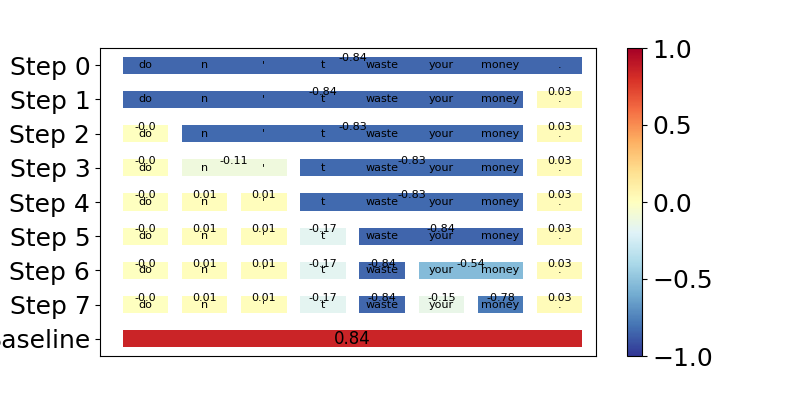 -0.84
Step 0 do n ' t waste your money .
-0.84 0.03
Step 1 do n ' t waste your money .
-0.0 -0.83 0.03
Step 2 do n ' t waste your money .
-0.0 -0.11 -0.83 0.03
Step 3 do n ' t waste your money .
-0.0 0.01 0.01 -0.83 0.03
Step 4 do n ' t waste your money .
-0.0 0.01 0.01 -0.17 -0.84 0.03
Step 5 do n ' t waste your money .
-0.0 0.01 0.01 -0.17 -0.84 -0.54 0.03
Step 6 do n ' t waste your money .
-0.0 0.01 0.01 -0.17 -0.84 -0.15 -0.78 0.03
Step 7 do n ' t waste your money .
aseline 0.84
1.0
0.5
0.0
−0.5
−1.0